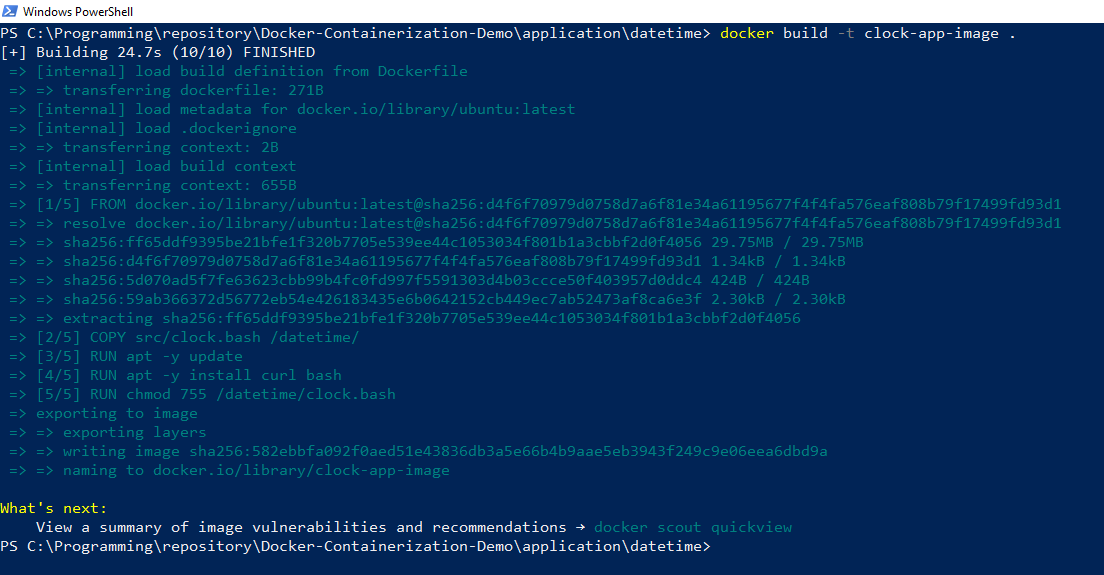 Windows PowerShell
PS C:\Programming\repository\Docker-Containerization-Demo\application\datetime> docker build -t clock-app-image .
[+] Building 24.7s (10/10) FINISHED
=> [internal] load build definition from Dockerfile
=> => transferring dockerfile: 271B
=> [internal] load metadata for docker.io/library/ubuntu:latest
=> [internal] load .dockerignore
=> => transferring context: 2B
=> [internal] load build context
=> => transferring context: 655B
=> [1/5] FROM docker.io/library/ubuntu:latest@sha256:d4f6f70979d0758d7a6f81e34a61195677f4f4fa576eaf808b79f17499fd93d1
=> => resolve docker.io/library/ubuntu:latest@sha256:d4f6f70979d0758d7a6f81e34a61195677f4f4fa576eaf808b79f17499fd93d1
=> => sha256:ff65ddf9395be21bfe1f320b7705e539ee44c1053034f801b1a3cbbf2d0f4056 29.75MB / 29.75MB
=> => sha256:d4f6f70979d0758d7a6f81e34a61195677f4f4fa576eaf808b79f17499fd93d1 1.34kB / 1.34kB
=> => sha256:5d070ad5f7fe63623cbb99b4fc0fd997f5591303d4b03ccce50f403957d0ddc4 424B / 424B
=> => sha256:59ab366372d56772eb54e426183435e6b0642152cb449ec7ab52473af8ca6e3f 2.30kB / 2.30kB
=> => extracting sha256:ff65ddf9395be21bfe1f320b7705e539ee44c1053034f801b1a3cbbf2d0f4056
=> [2/5] COPY src/clock.bash /datetime/
=> [3/5] RUN apt -y update
=> [4/5] RUN apt -y install curl bash
=> [5/5] RUN chmod 755 /datetime/clock.bash
=> exporting to image
=> => exporting layers
=> => writing image sha256:582ebbfa092f0aed51e43836db3a5e66b4b9aae5eb3943f249c9e06eea6dbd9a
=> => naming to docker.io/library/clock-app-image
What's next:
View a summary of image vulnerabilities and recommendations → docker scout quickview
PS C:\Programming\repository\Docker-Containerization-Demo\application\datetime>